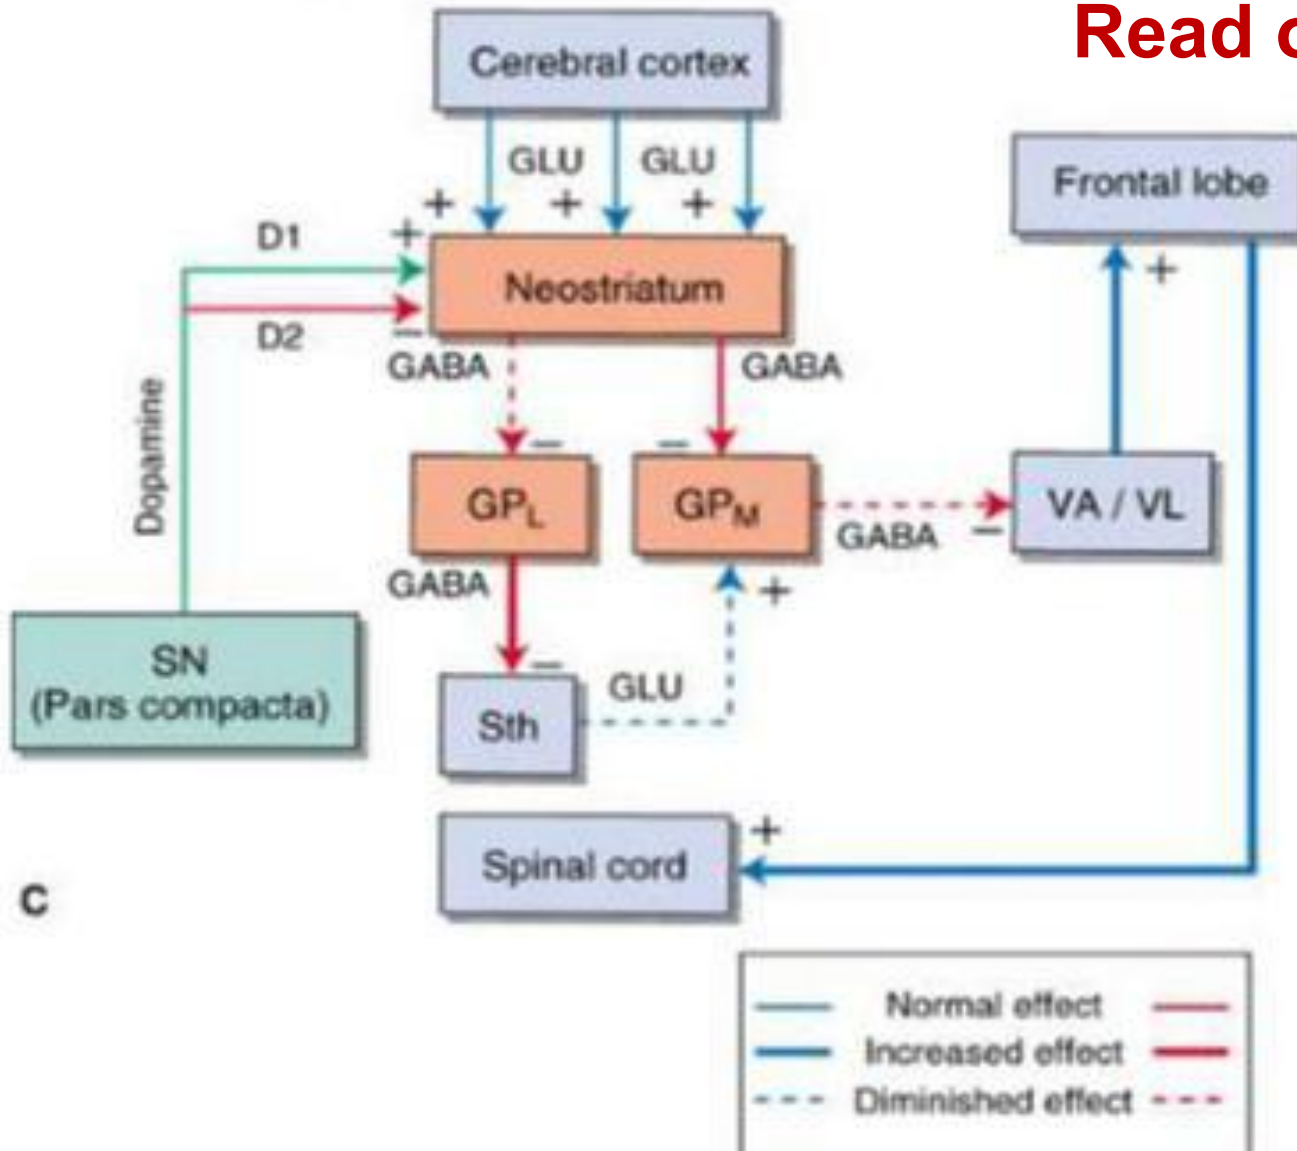 Read
Cerebral cortex
GLU
GLU
+
+
+
Frontal lobe
D1
+
Neostriatum
+
D2
−
GABA
GABA
Dopamine
−
−
GPL
GPM
VA / VL
GABA
−
GABA
+
SN
(Pars compacta)
−
GLU
Sth
+
Spinal cord
C
Normal effect
Increased effect
Diminished effect